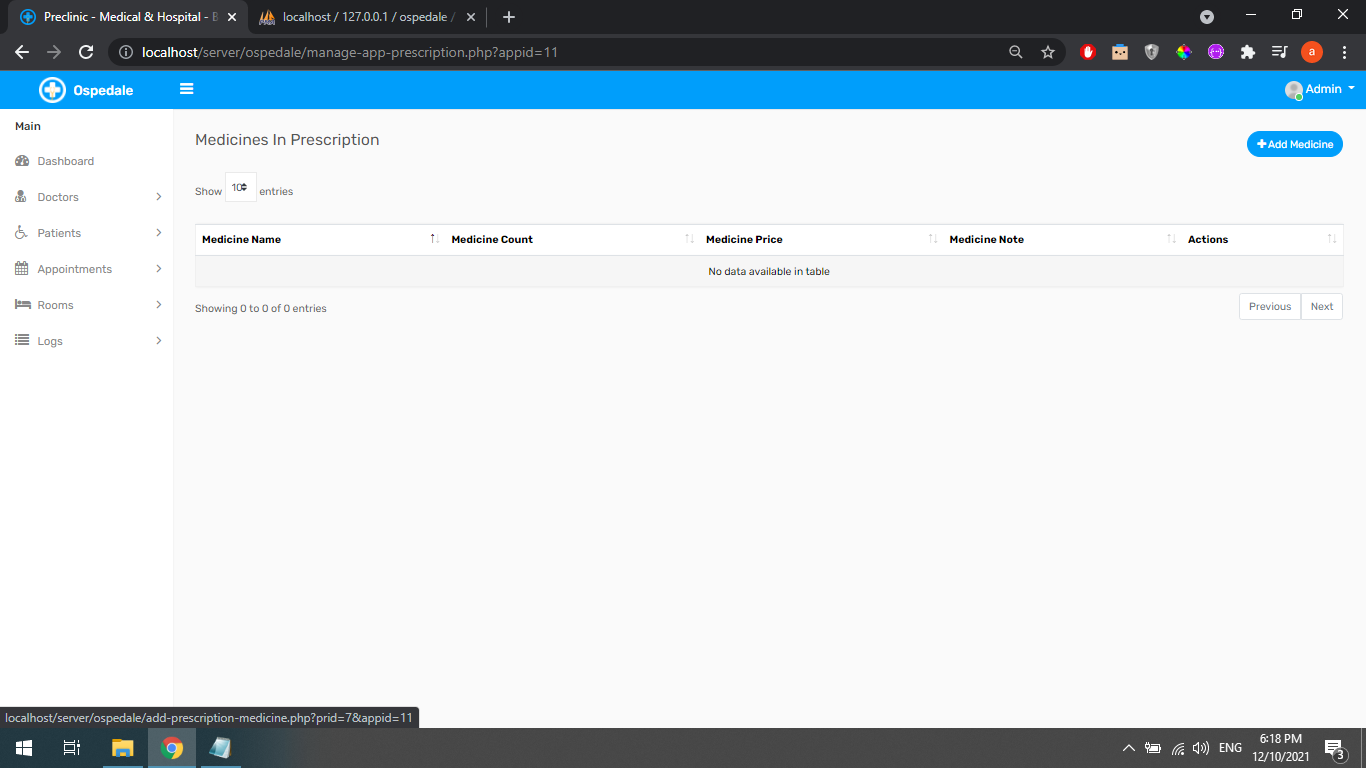 Preclinic - Medical & Hospital - B
localhost / 127.0.0.1 / ospedale /
localhost/server/ospedale/manage-app-prescription.php?appid=11
a
Ospedale
Admin
Main
Dashboard
Doctors
Patients
Appointments
Rooms
Logs
Medicines In Prescription
Add Medicine
Show 10 entries
Medicine Name Medicine Count Medicine Price Medicine Note Actions
No data available in table
Showing 0 to 0 of 0 entries
Previous Next
localhost/server/ospedale/add-prescription-medicine.php?prid=7&appid=11
ENG
6:18 PM
12/10/2021
3